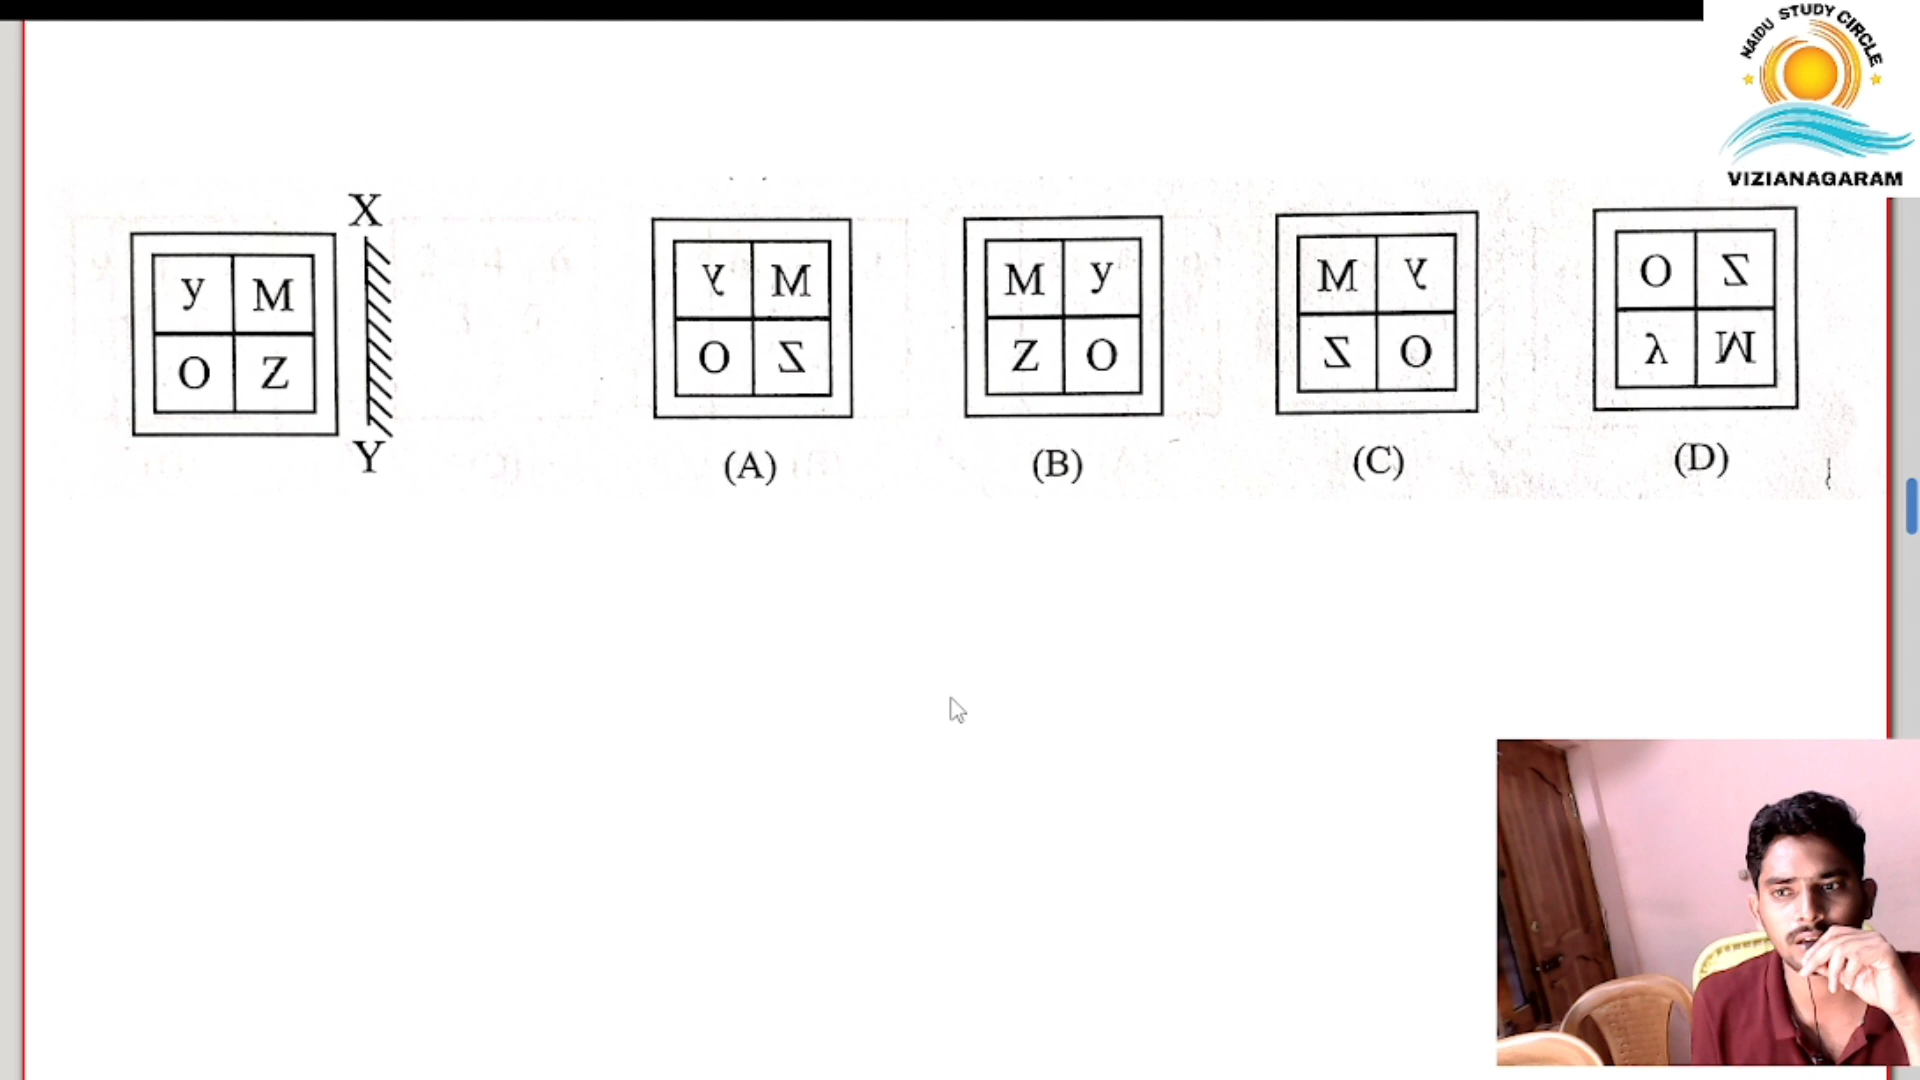 NAIDU STUDY CIRCLE
VIZIANAGARAM
X
y M
O Z
Y
y M
O Z
(A)
M y
Z O
(B)
M y
Z O
(C)
O Z
y M
(D)